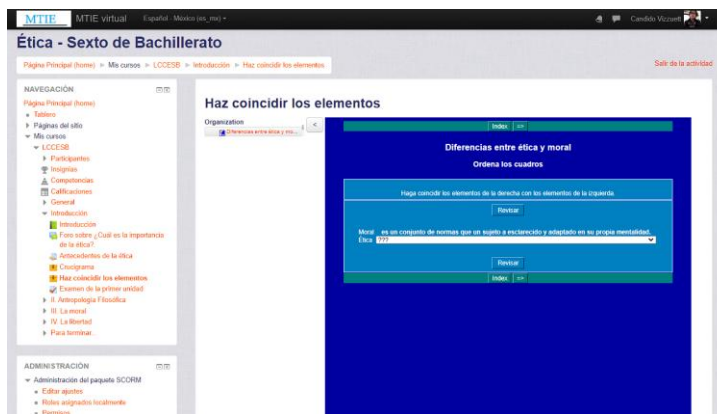 MTIE MTIE virtual Español - México (es_mx)
Candido Vizzuett
Ética - Sexto de Bachillerato
Página Principal (home) Mis cursos LCCESB Introducción Haz coincidir los elementos
Salir de la actividad
NAVEGACIÓN
Página Principal (home)
Tablero
Páginas del sitio
Mis cursos
LCCESB
Participantes
Insignias
Competencias
Calificaciones
General
Introducción
Introducción
Foro sobre ¿Cuál es la importancia
de la ética?
Antecedentes de la ética
Crucigrama
Haz coincidir los elementos
Examen de la primer unidad
II. Antropología Filosófica
III. La moral
IV. La libertad
Para terminar...
ADMINISTRACIÓN
Administración del paquete SCORM
Editar ajustes
Roles asignados localmente
Permisos
Haz coincidir los elementos
Organization
Diferencias entre ética y mo...
<
Index =>
Diferencias entre ética y moral
Ordena los cuadros
Haga coincidir los elementos de la derecha con los elementos de la izquierda.
Revisar
Moral es un conjunto de normas que un sujeto a esclarecido y adaptado en su propia mentalidad.
Ética ???
Revisar
Index =>